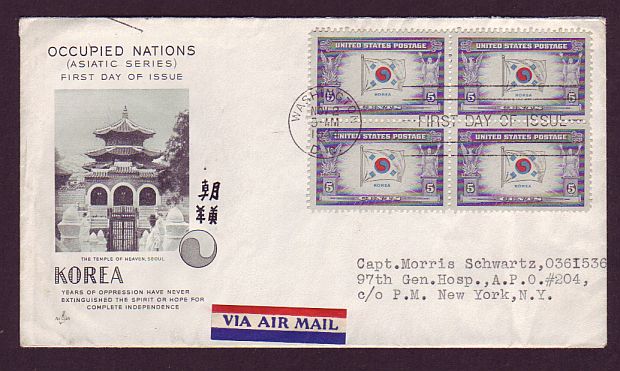 OCCUPIED NATIONS
(ASIATIC SERIES)
FIRST DAY OF ISSUE
THE TEMPLE OF HEAVEN, SEOUL
KOREA
YEARS OF OPPRESSION HAVE NEVER
EXTINGUISHED THE SPIRIT OR HOPE FOR
COMPLETE INDEPENDENCE
朝
鮮
VIA AIR MAIL
UNITED STATES POSTAGE
KOREA
5 CENTS 5
UNITED STATES POSTAGE
KOREA
5 CENTS 5
UNITED STATES POSTAGE
KOREA
5 CENTS 5
UNITED STATES POSTAGE
KOREA
5 CENTS 5
WASHINGTON
NOV 2
AM
D.C.
FIRST DAY OF ISSUE
Capt.Morris Schwartz,0361536
97th Gen.Hosp.,A.P.O.#204,
c/o P.M. New York,N.Y.